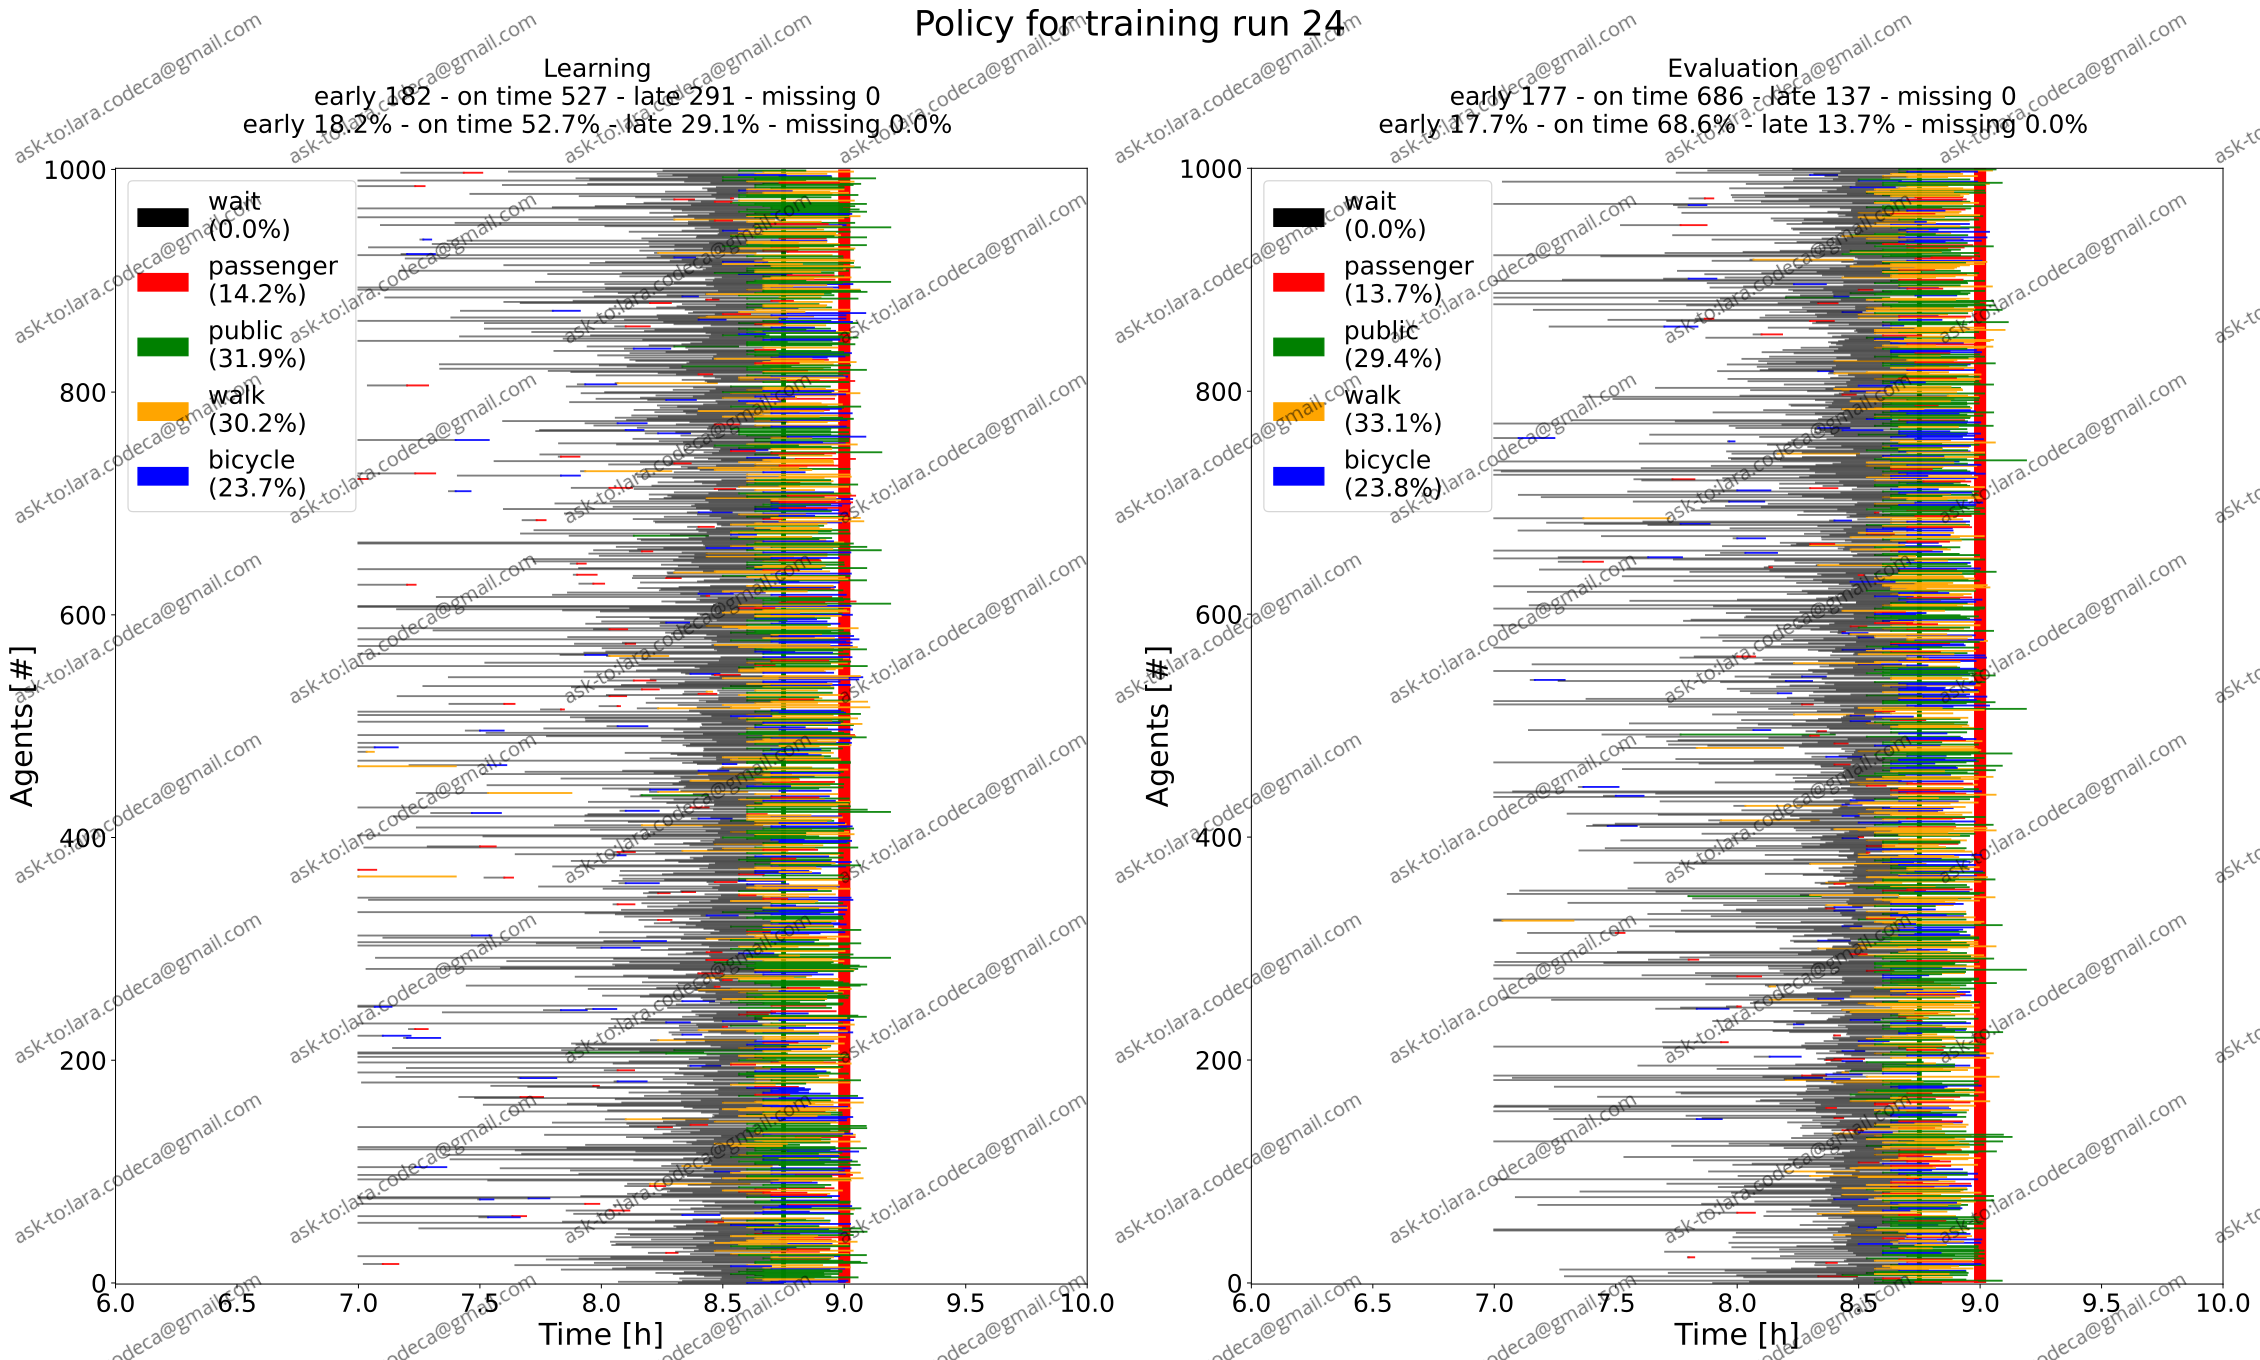 Policy for training run 24
Learning
early 182 - on time 527 - late 291 - missing 0
early 18.2% - on time 52.7% - late 29.1% - missing 0.0%
Agents [#]
1000
800
600
400
200
0
wait
(0.0%)
passenger
(14.2%)
public
(31.9%)
walk
(30.2%)
bicycle
(23.7%)
6.0 6.5 7.0 7.5 8.0 8.5 9.0 9.5 10.0
Time [h]
Evaluation
early 177 - on time 686 - late 137 - missing 0
early 17.7% - on time 68.6% - late 13.7% - missing 0.0%
Agents [#]
1000
800
600
400
200
0
wait
(0.0%)
passenger
(13.7%)
public
(29.4%)
walk
(33.1%)
bicycle
(23.8%)
6.0 6.5 7.0 7.5 8.0 8.5 9.0 9.5 10.0
Time [h]
ask-to:lara.codeca@gmail.com